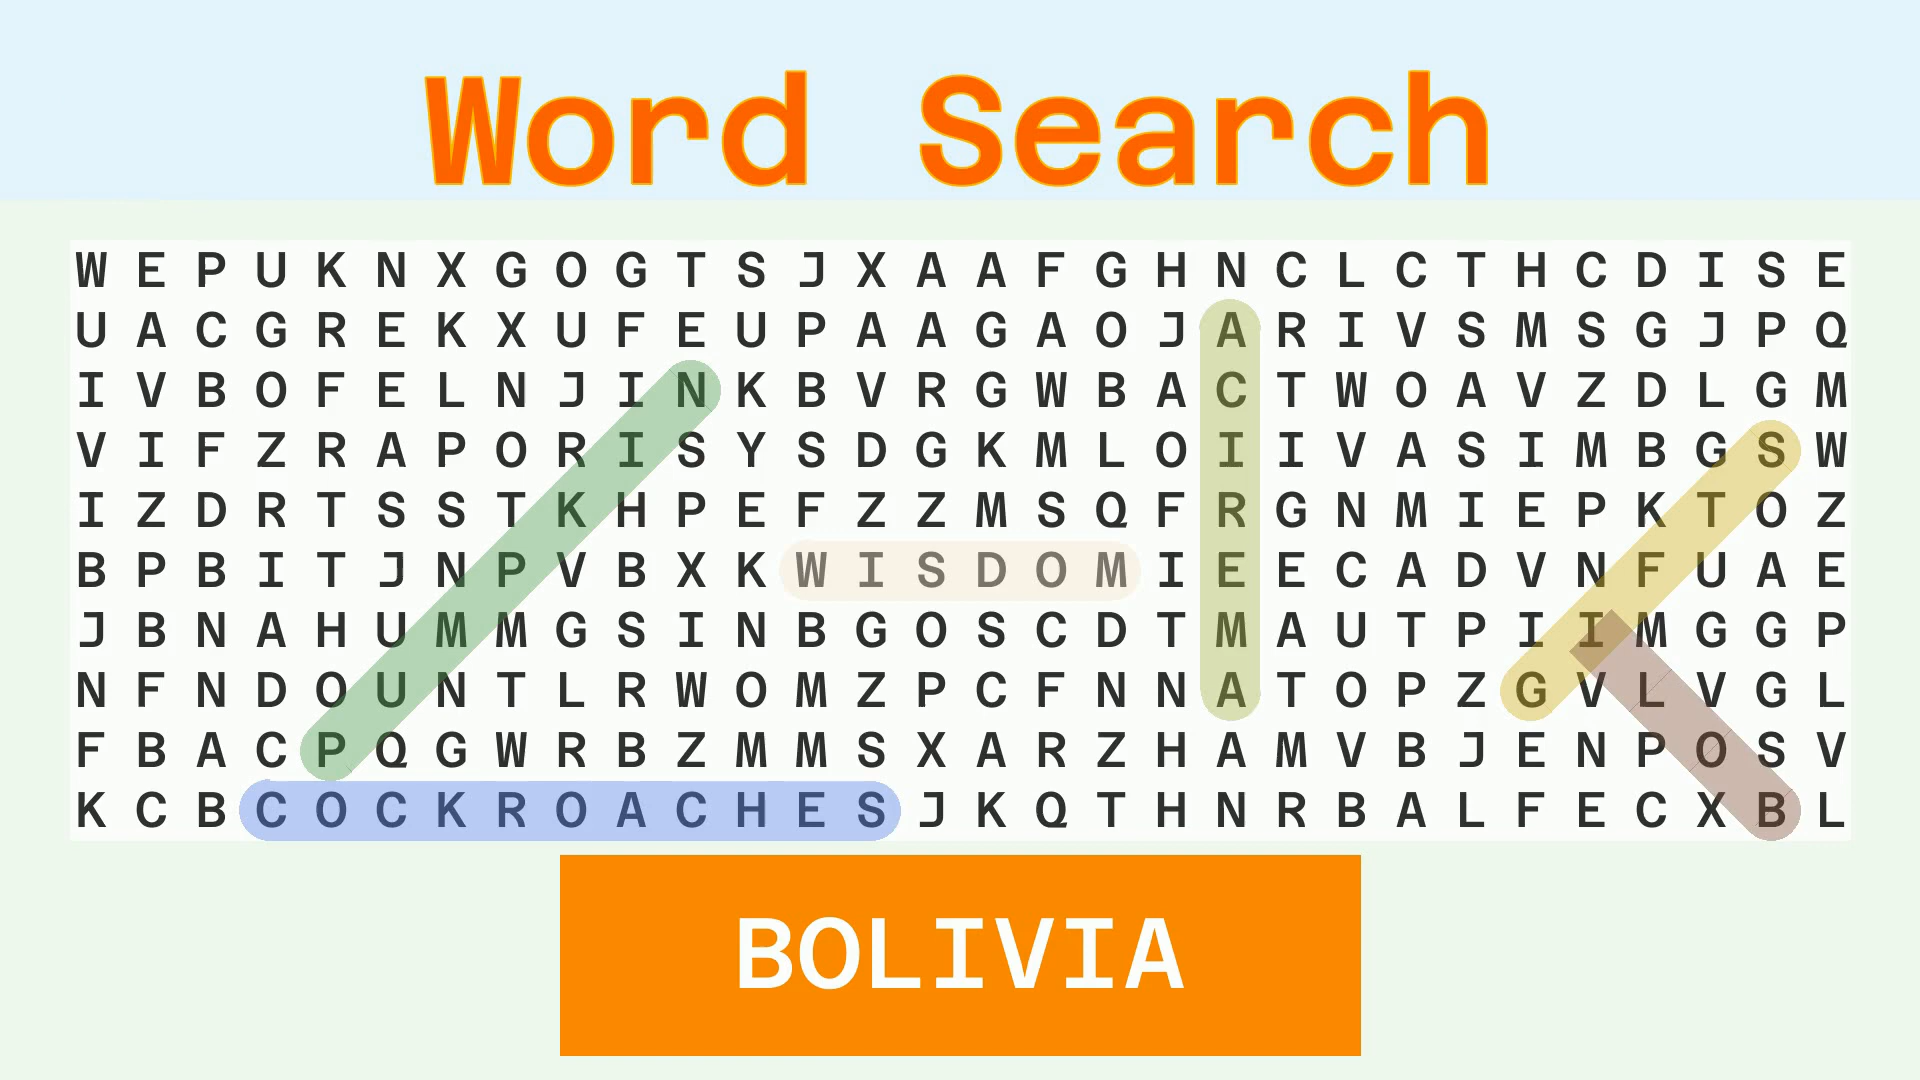 Word Search
W E P U K N X G O G T S J X A A F G H N C L C T H C D I S E
U A C G R E K X U F E U P A A G A O J A R I V S M S G J P Q
I V B O F E L N J I N K B V R G W B A C T W O A V Z D L G M
V I F Z R A P O R I S Y S D G K M L O I I V A S I M B G S W
I Z D R T S S T K H P E F Z Z M S Q F R G N M I E P K T O Z
B P B I T J N P V B X K W I S D O M I E E C A D V N F U A E
J B N A H U M M G S I N B G O S C D T M A U T P I I M G G P
N F N D O U N T L R W O M Z P C F N N A T O P Z G V L V G L
F B A C P Q G W R B Z M M S X A R Z H A M V B J E N P O S V
K C B C O C K R O A C H E S J K Q T H N R B A L F E C X B L
BOLIVIA